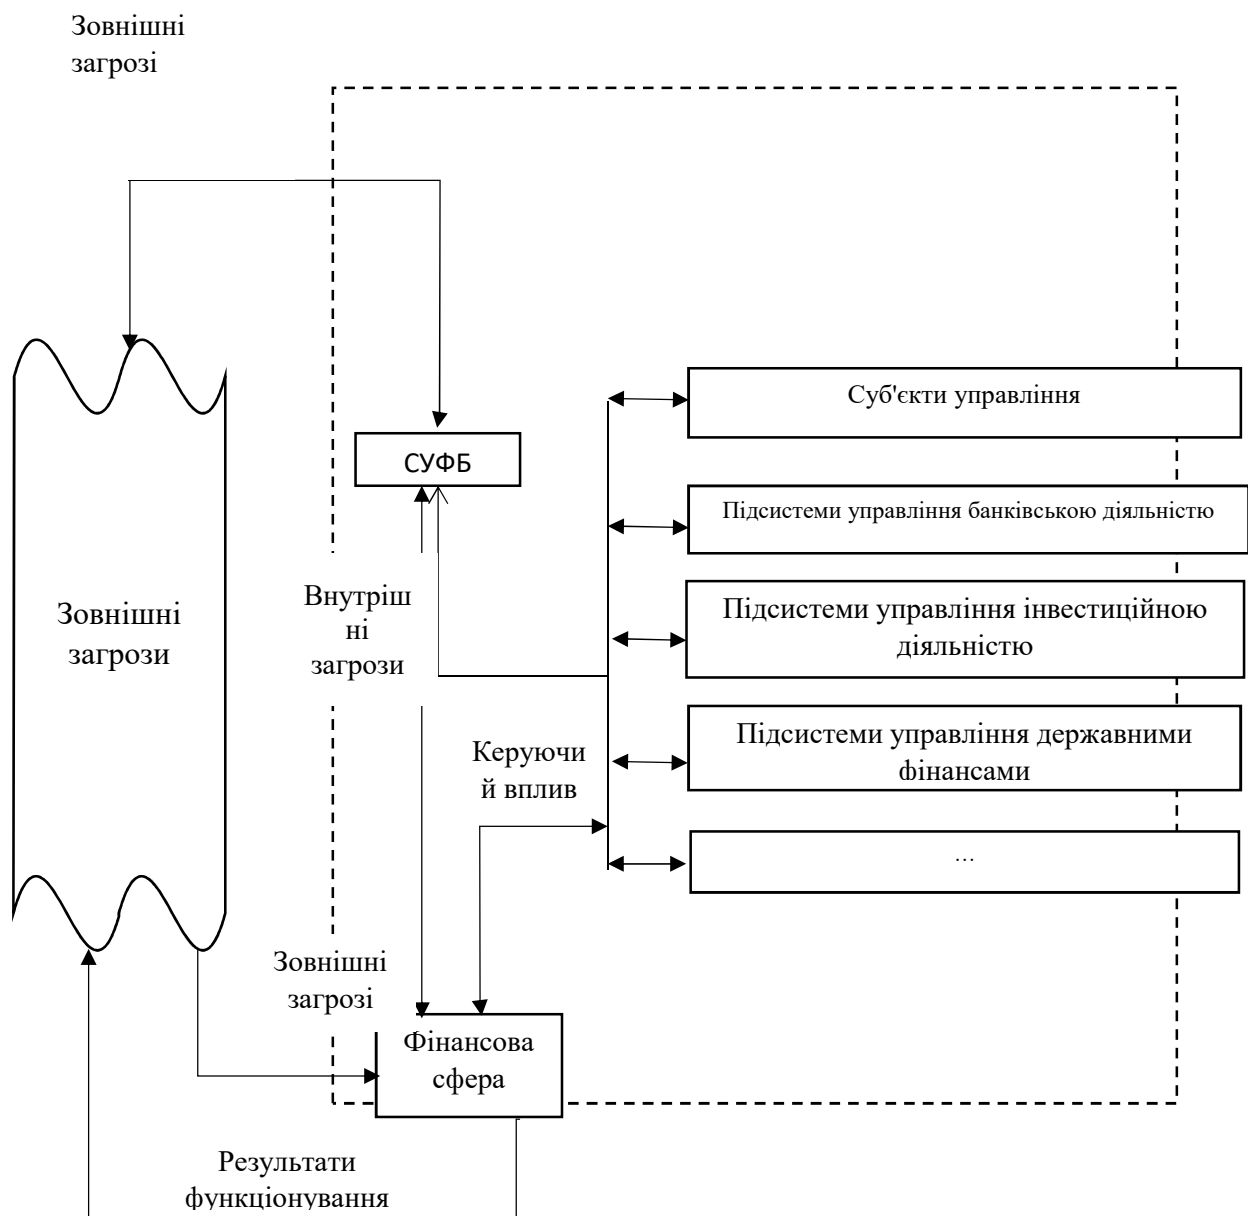 Зовнішні
загрозі
Суб'єкти управління
СУФБ
Підсистеми управління банківською діяльністю
Зовнішні
загрози
Внутріш
ні
загрози
Підсистеми управління інвестиційною
діяльністю
Підсистеми управління державними
фінансами
Керуючи
й вплив
...
Зовнішні
загрозі
Фінансова
сфера
Результати
функціонування